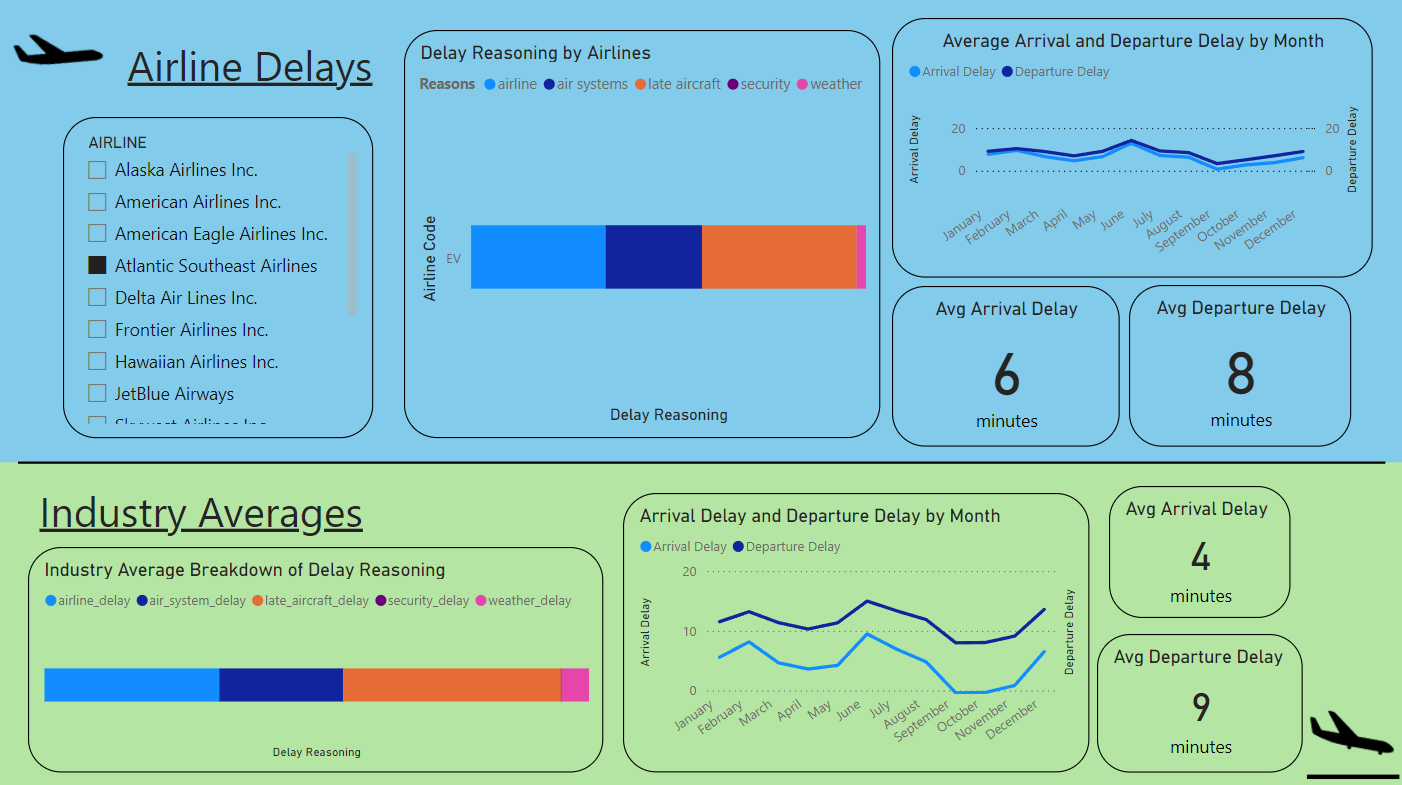 Airline Delays
AIRLINE
Alaska Airlines Inc.
American Airlines Inc.
American Eagle Airlines Inc.
Atlantic Southeast Airlines
Delta Air Lines Inc.
Frontier Airlines Inc.
Hawaiian Airlines Inc.
JetBlue Airways
Delay Reasoning by Airlines
Reasons airline air systems late aircraft security weather
Airline Code
EV
Delay Reasoning
Average Arrival and Departure Delay by Month
Arrival Delay Departure Delay
Arrival Delay
20 20
0 0
Departure Delay
January February March April May June July August September October November December
Avg Arrival Delay
6
minutes
Avg Departure Delay
8
minutes
Industry Averages
Industry Average Breakdown of Delay Reasoning
airline_delay air_system_delay late_aircraft_delay security_delay weather_delay
Delay Reasoning
Arrival Delay and Departure Delay by Month
Arrival Delay Departure Delay
Arrival Delay
20
10
0
Departure Delay
January February March April May June July August September October November December
Avg Arrival Delay
4
minutes
Avg Departure Delay
9
minutes